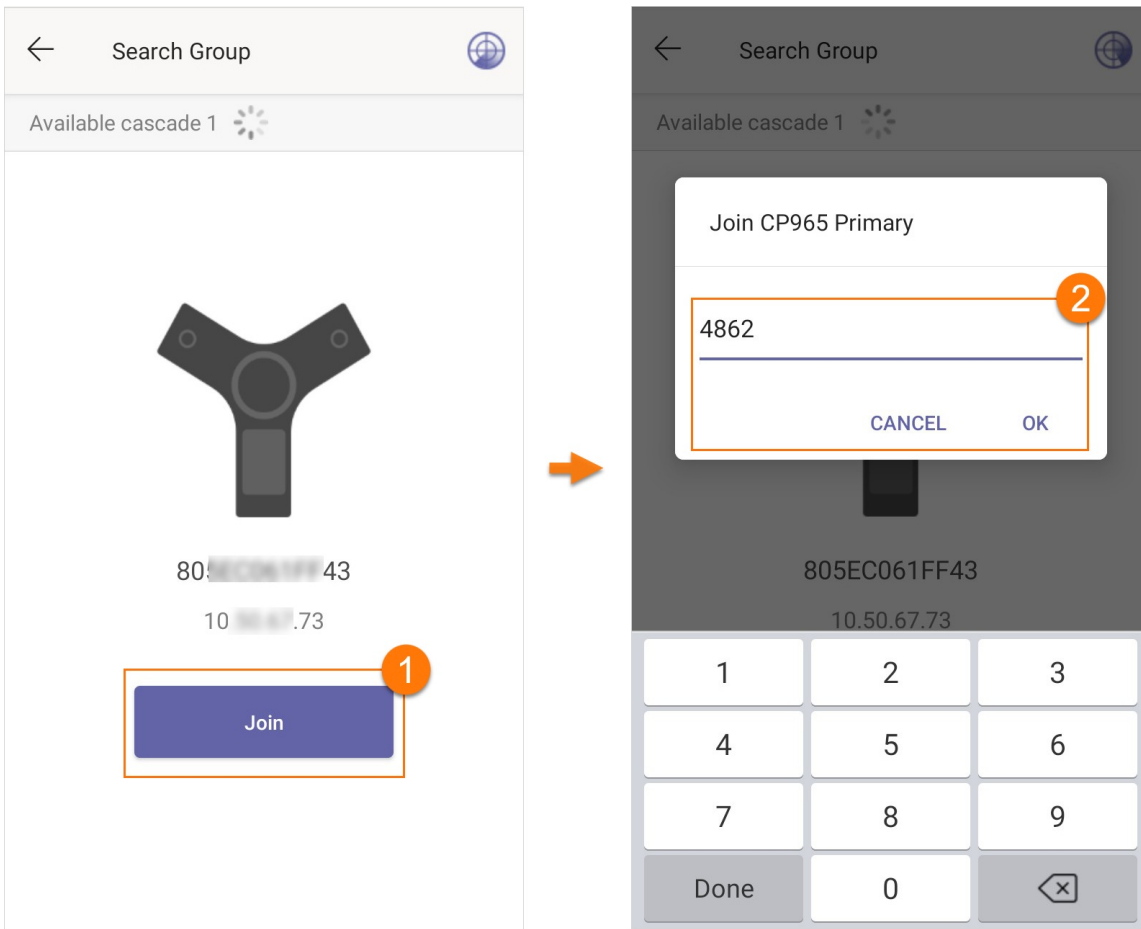 Search Group
Available cascade 1
80 43
10 .73
1
Join
Search Group
Available cascade 1
Join CP965 Primary
2
4862
CANCEL OK
805EC061FF43
10.50.67.73
1 2 3
4 5 6
7 8 9
Done 0